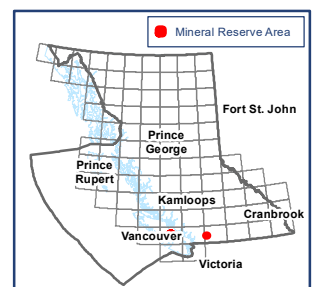 Mineral Reserve Area
Fort St. John
Prince
George
Prince
Rupert
Kamloops
Cranbrook
Vancouver
Victoria